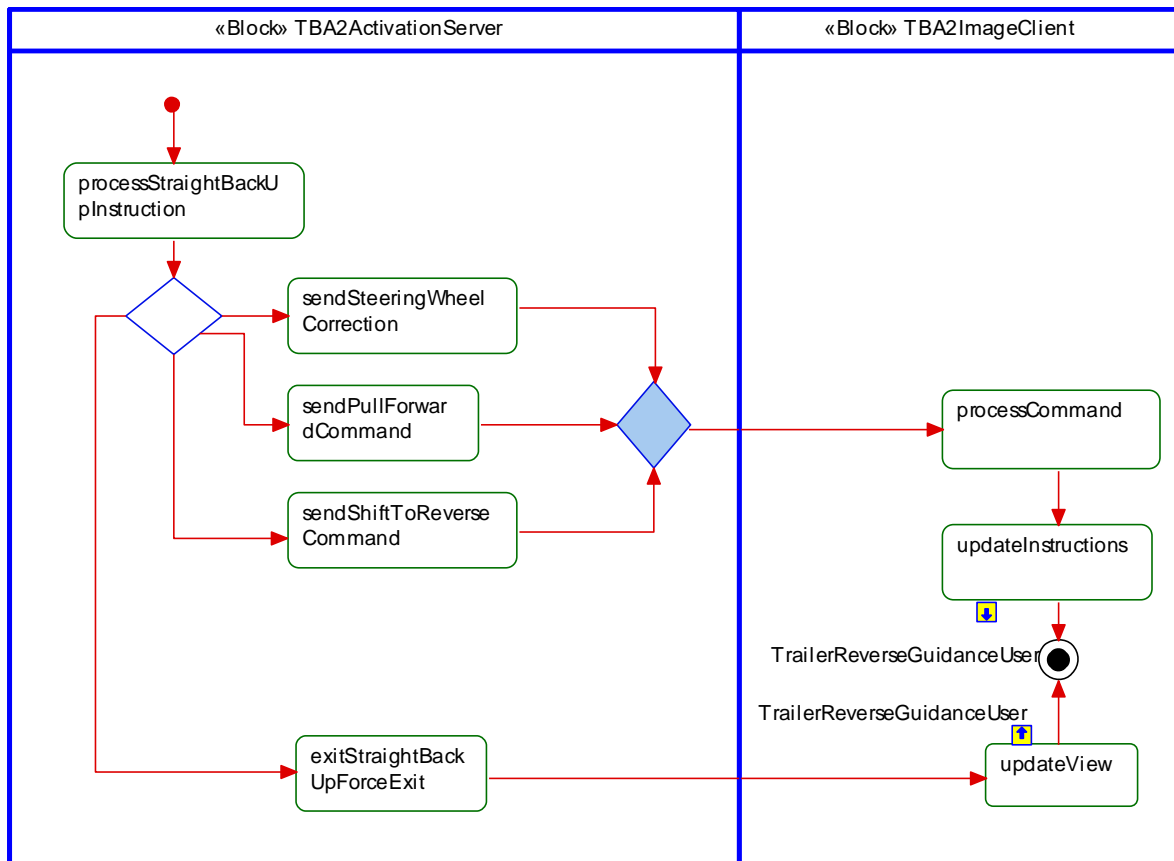 «Block» TBA2ActivationServer
«Block» TBA2ImageClient
processStraightBackU
pInstruction
sendSteeringWheel
Correction
sendPullForwar
dCommand
processCommand
sendShiftToReverse
Command
updateInstructions
TrailerReverseGuidanceUser
TrailerReverseGuidanceUser
exitStraightBack
UpForceExit
updateView